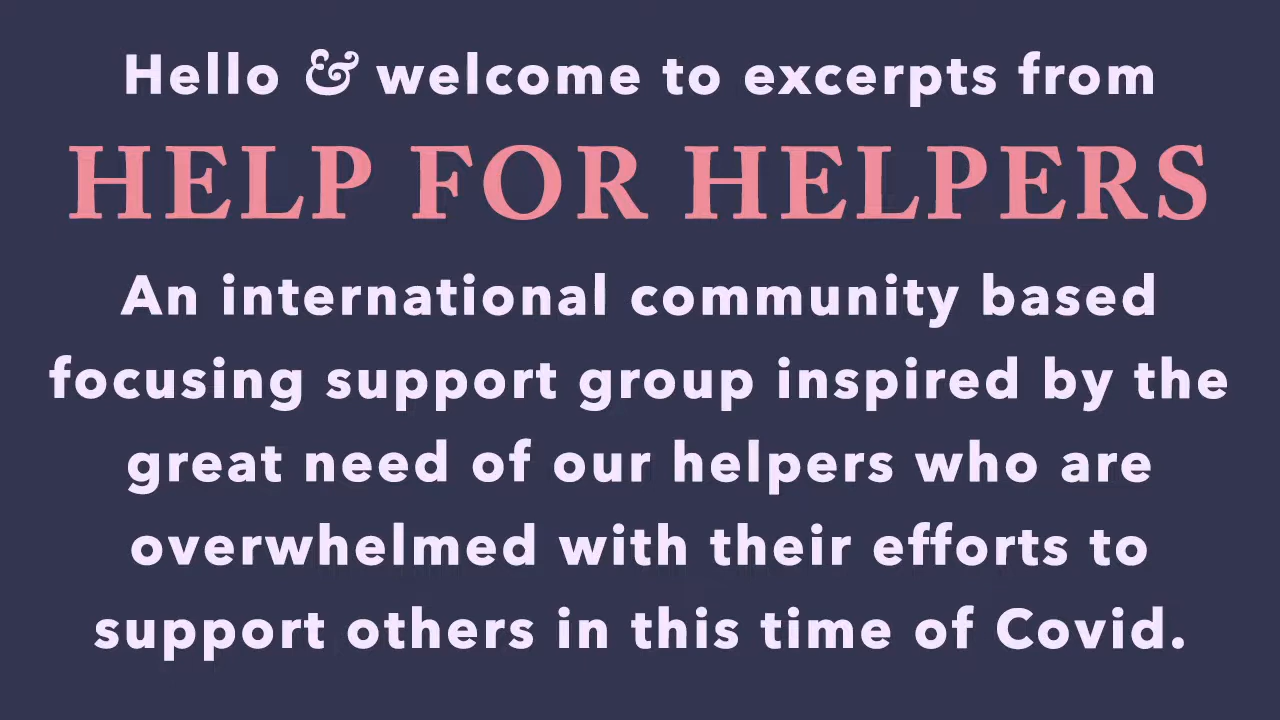 Hello & welcome to excerpts from
HELP FOR HELPERS
An international community based
focusing support group inspired by the
great need of our helpers who are
overwhelmed with their efforts to
support others in this time of Covid.